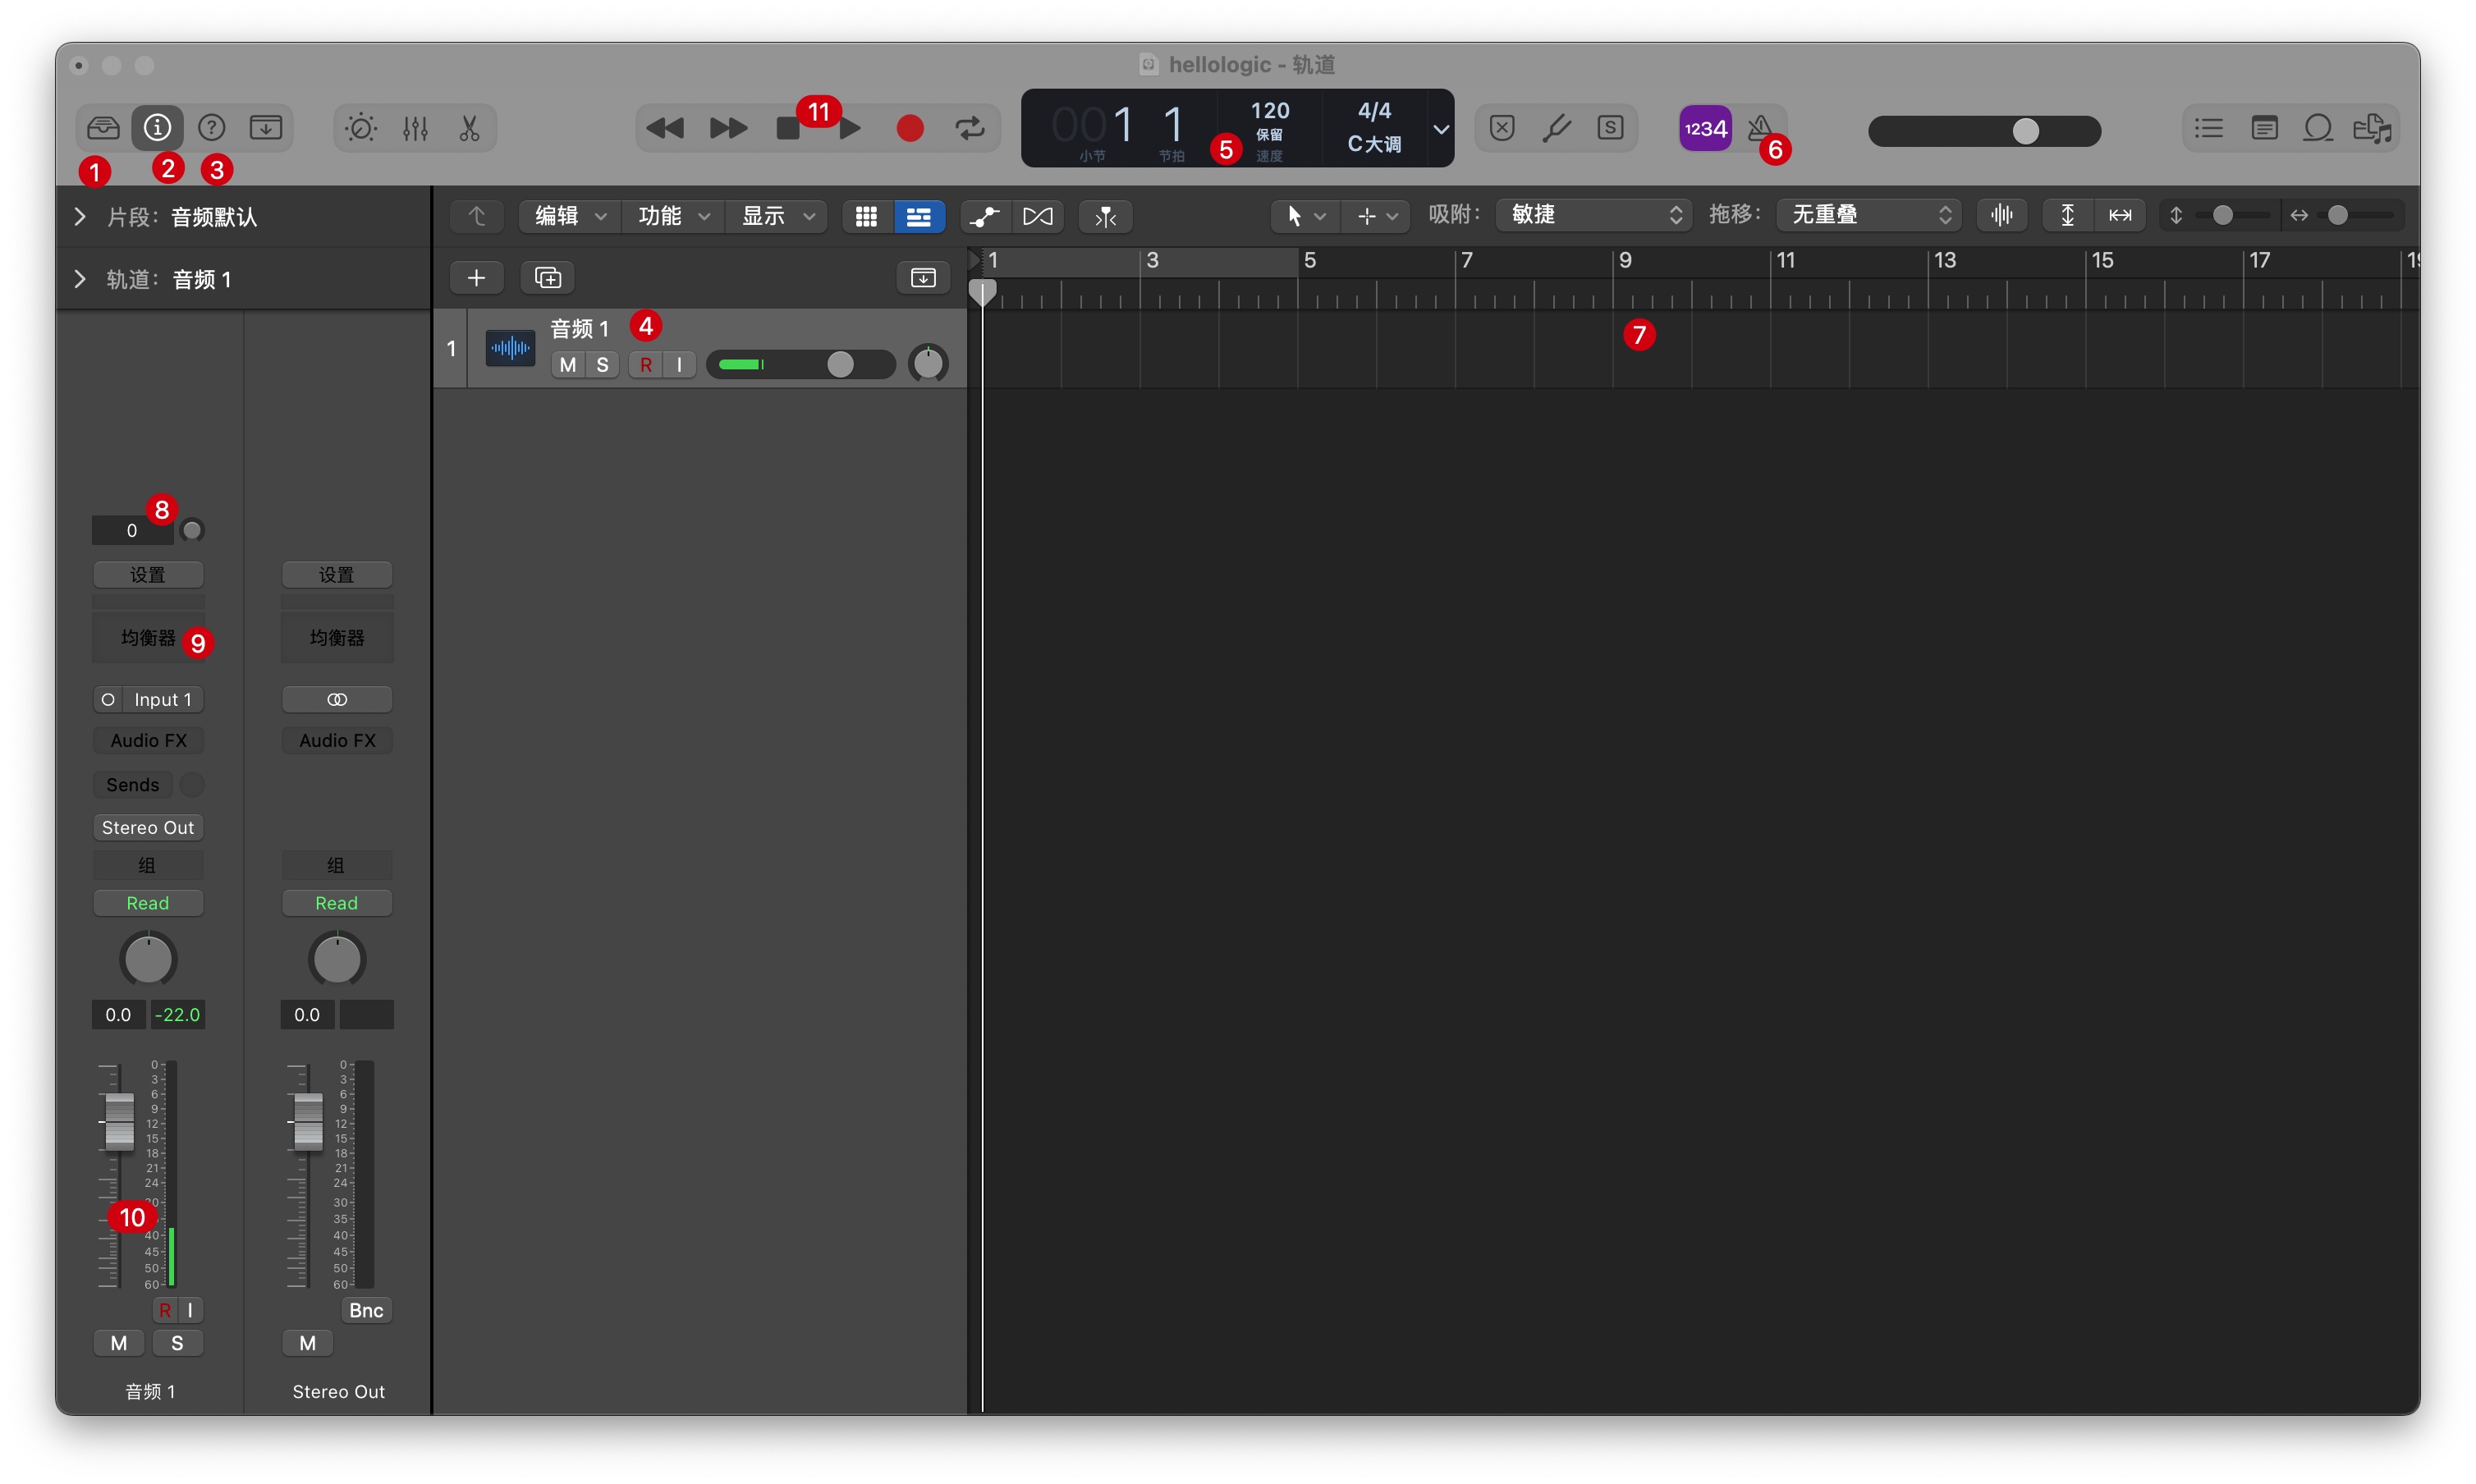 hellologic - 轨道
11
001 1
120
保留
4/4
C大调
小节
节拍
5
速度
S
1234
6
1
2
3
片段: 音频默认
编辑
功能
显示
吸附:
敏捷
拖移:
无重叠
轨道: 音频 1
1 3 5 7 9 11 13 15 17 19
1
音频 1
4
7
M S R I
8
0
设置
设置
均衡器
9
均衡器
Input 1
Audio FX
Audio FX
Sends
Stereo Out
组
组
Read
Read
0.0 -22.0
0.0
0 0
3 3
6 6
9 9
12 12
15 15
18 18
21 21
24 24
30 30
10 35
40 40
45 45
50 50
60 60
R I
Bnc
M S
M
音频 1
Stereo Out